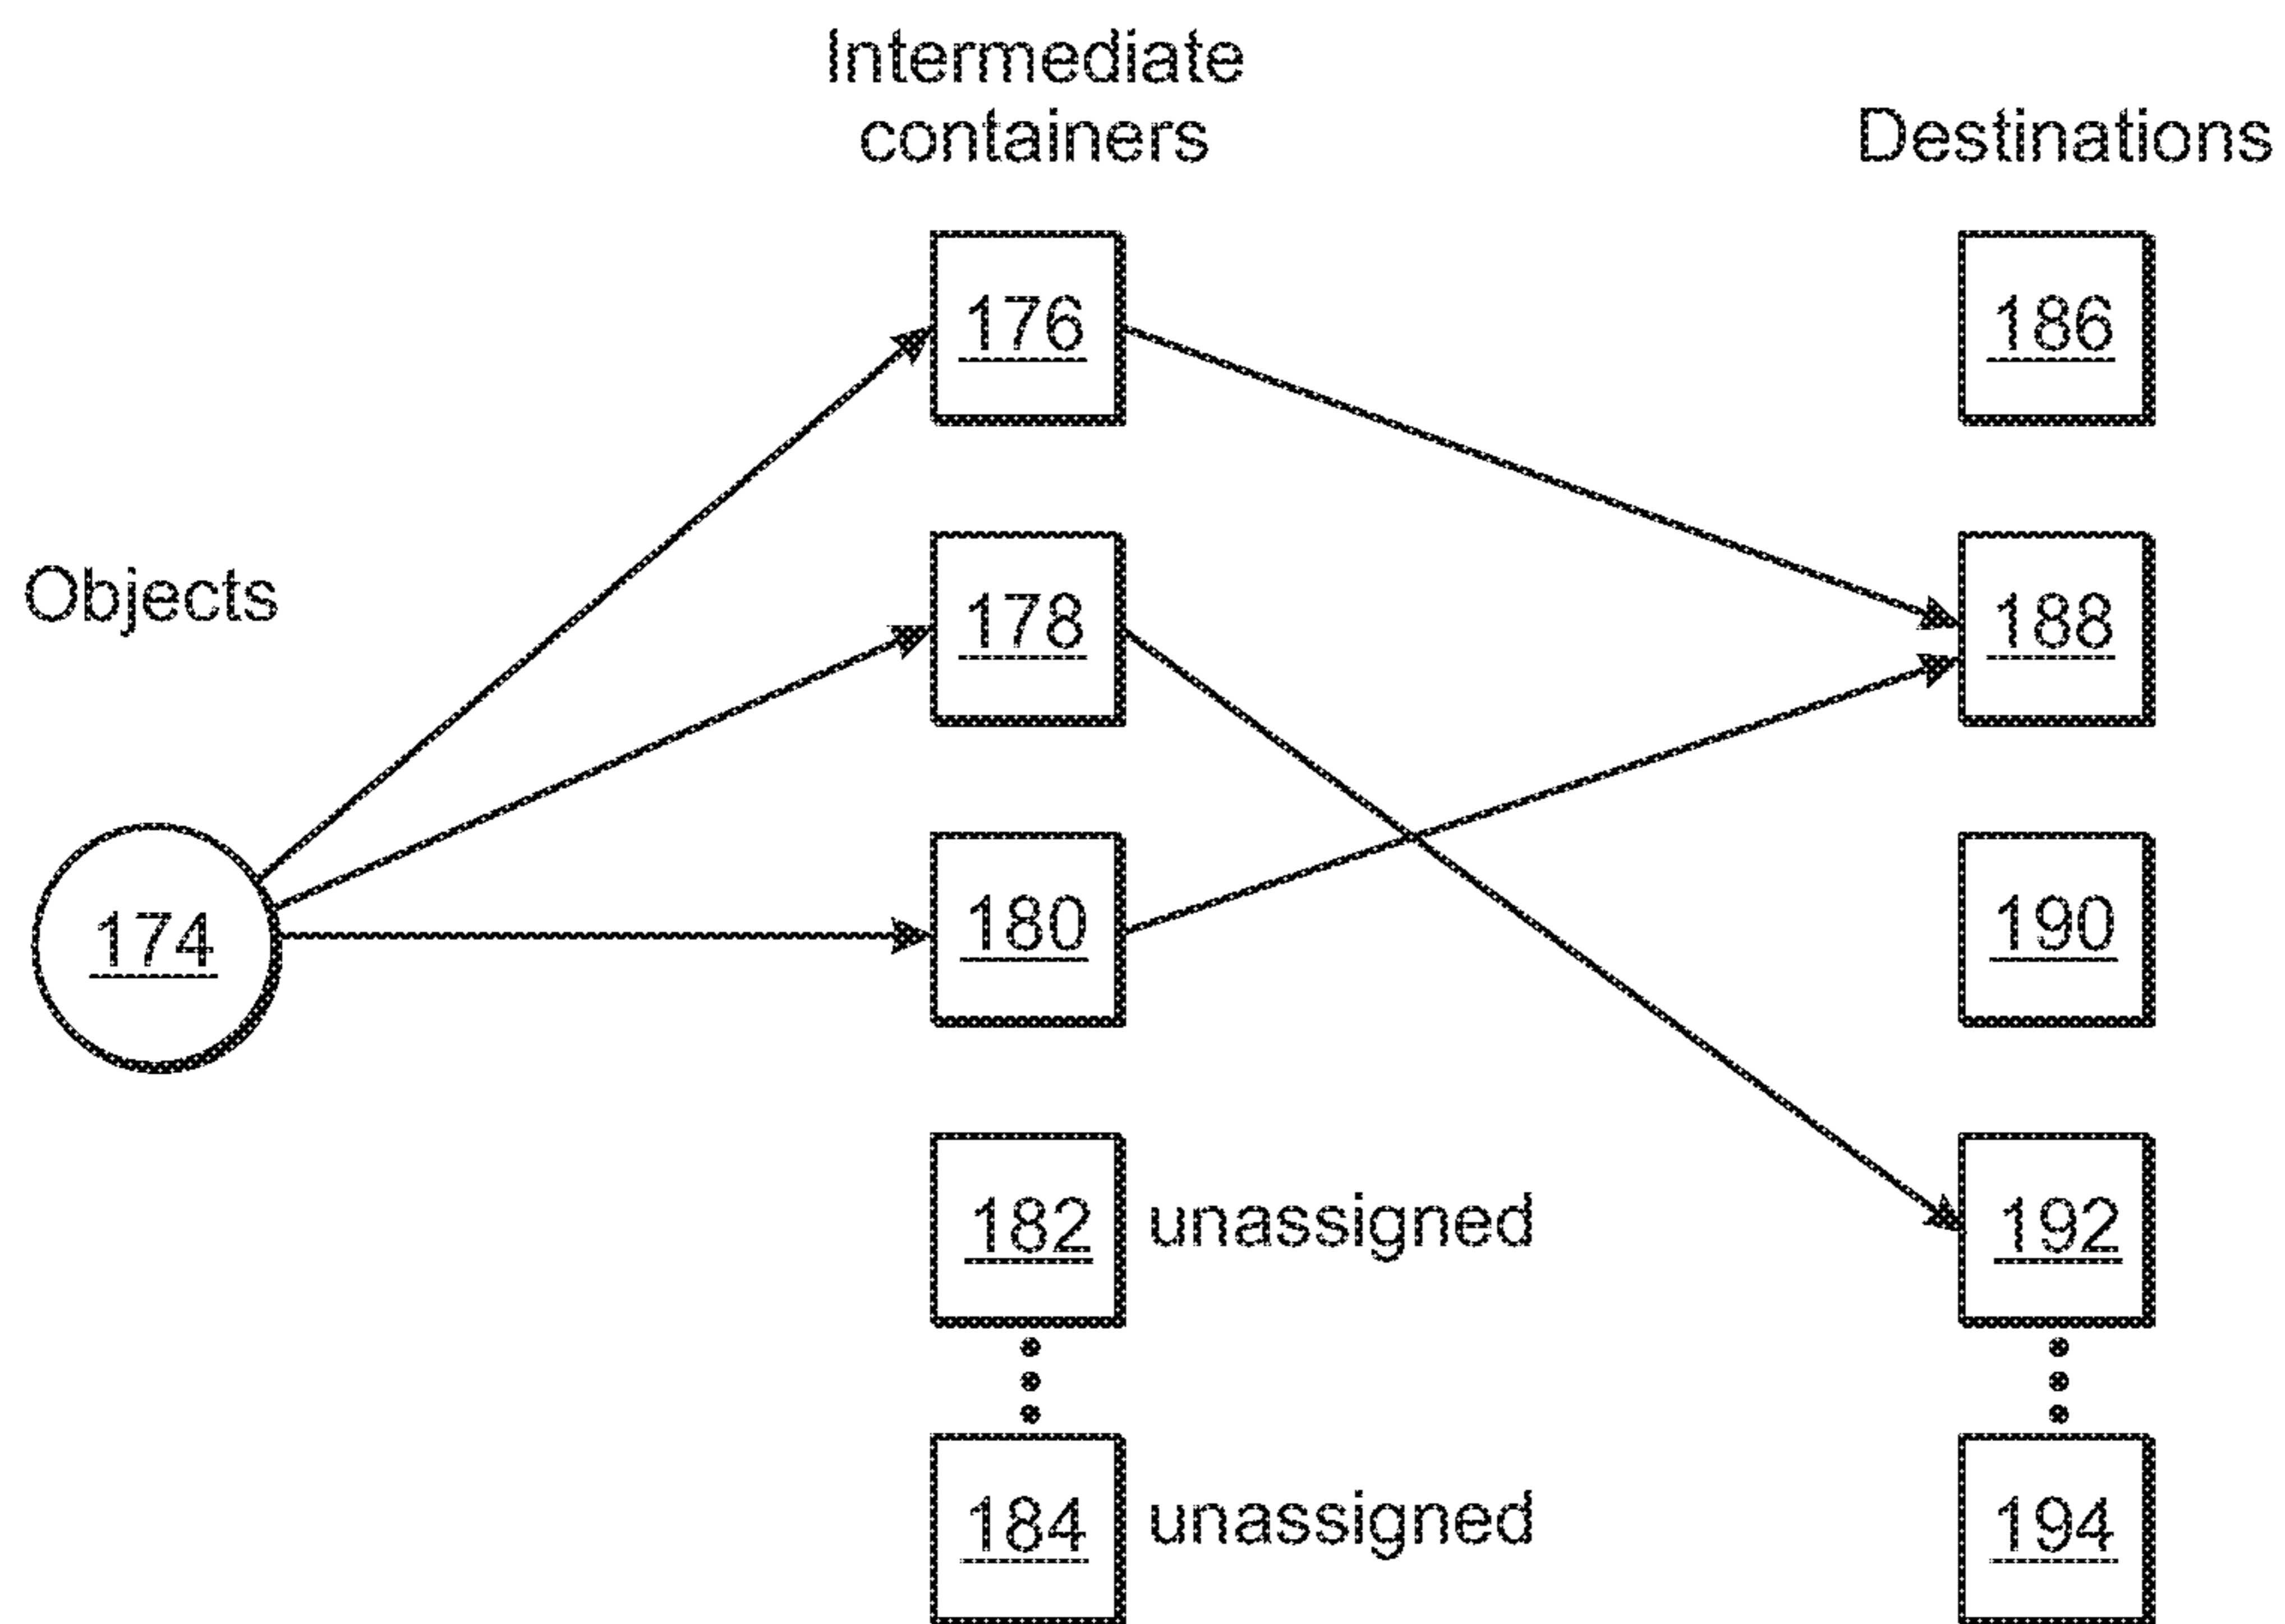 Intermediate
containers
Destinations
176
186
Objects
178
188
174
180
190
182 unassigned
192
184 unassigned
194